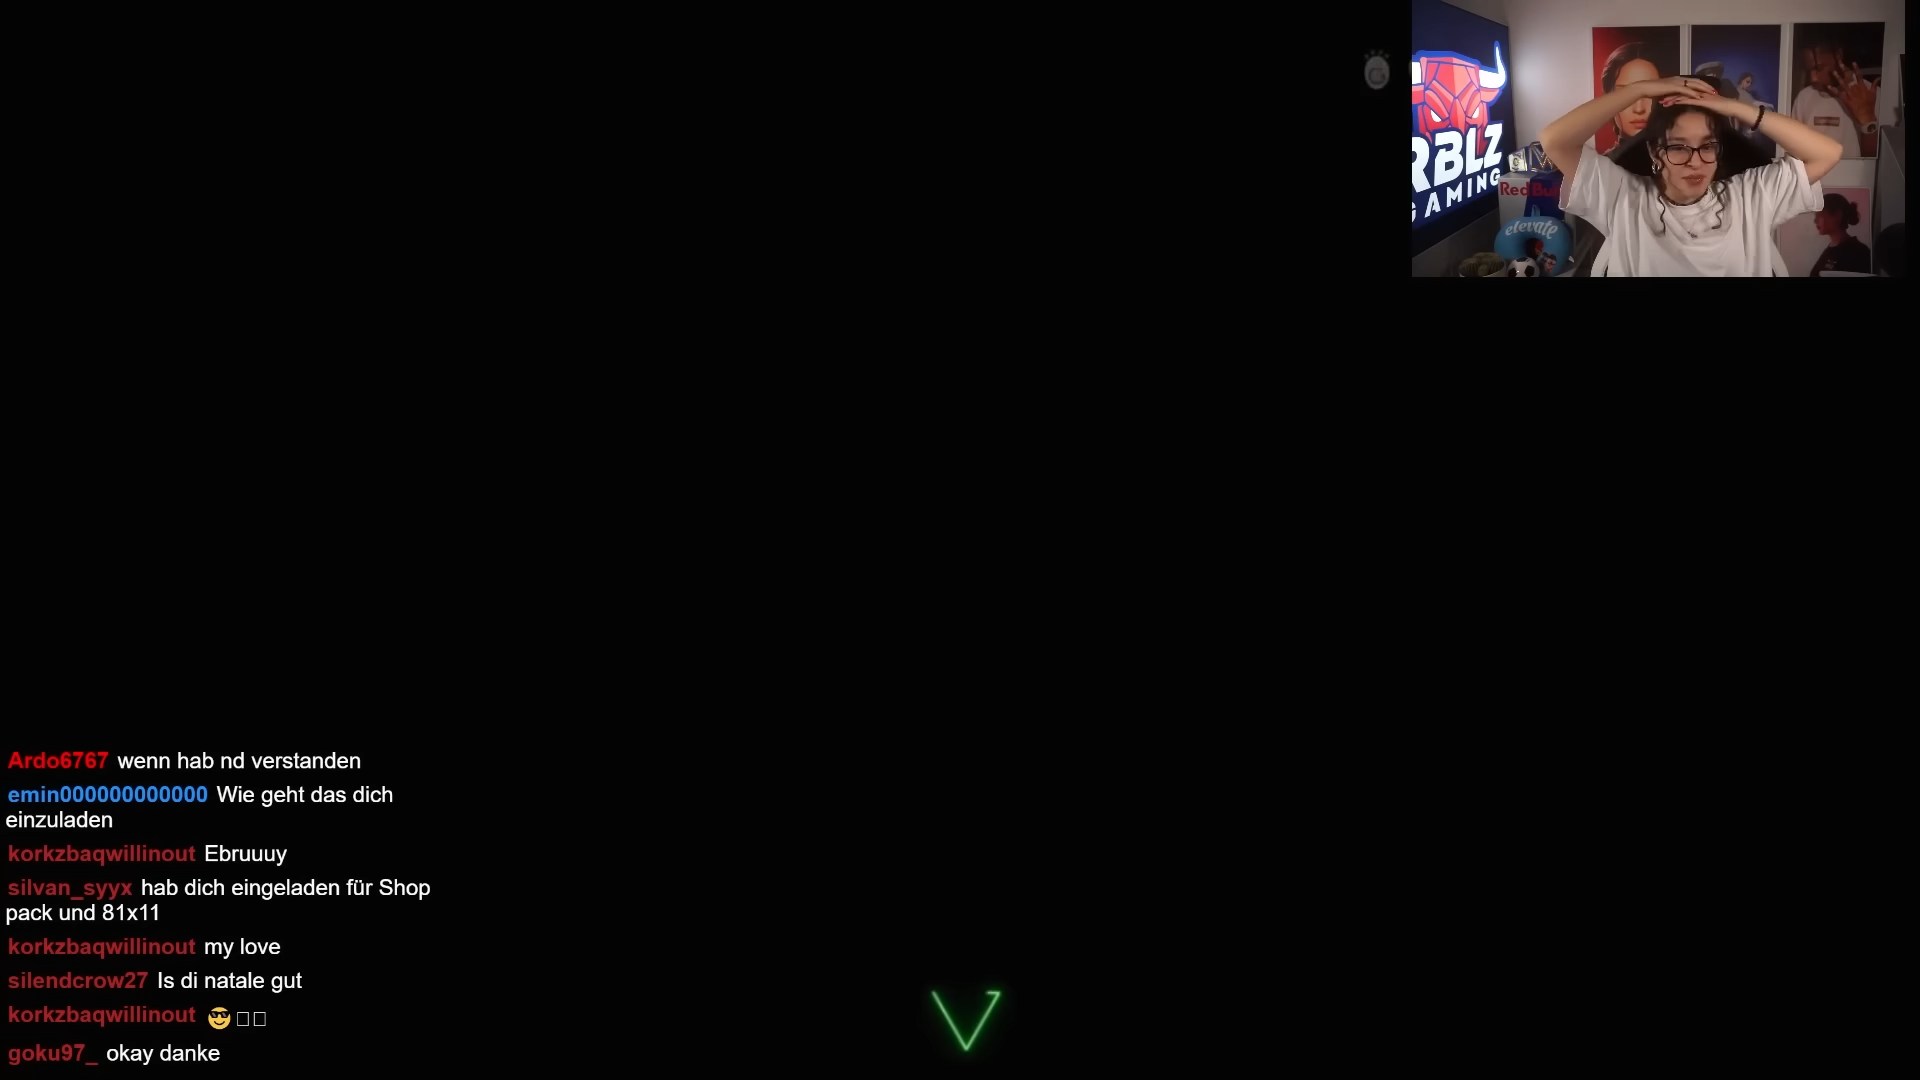 RBLZ
GAMING
Red Bull
elevate
Ardo6767 wenn hab nd verstanden
emin000000000000 Wie geht das dich
einzuladen
korkzbaqwillinout Ebruuuy
silvan_syyx hab dich eingeladen für Shop
pack und 81x11
korkzbaqwillinout my love
silendcrow27 Is di natale gut
korkzbaqwillinout 😎
goku97_ okay danke